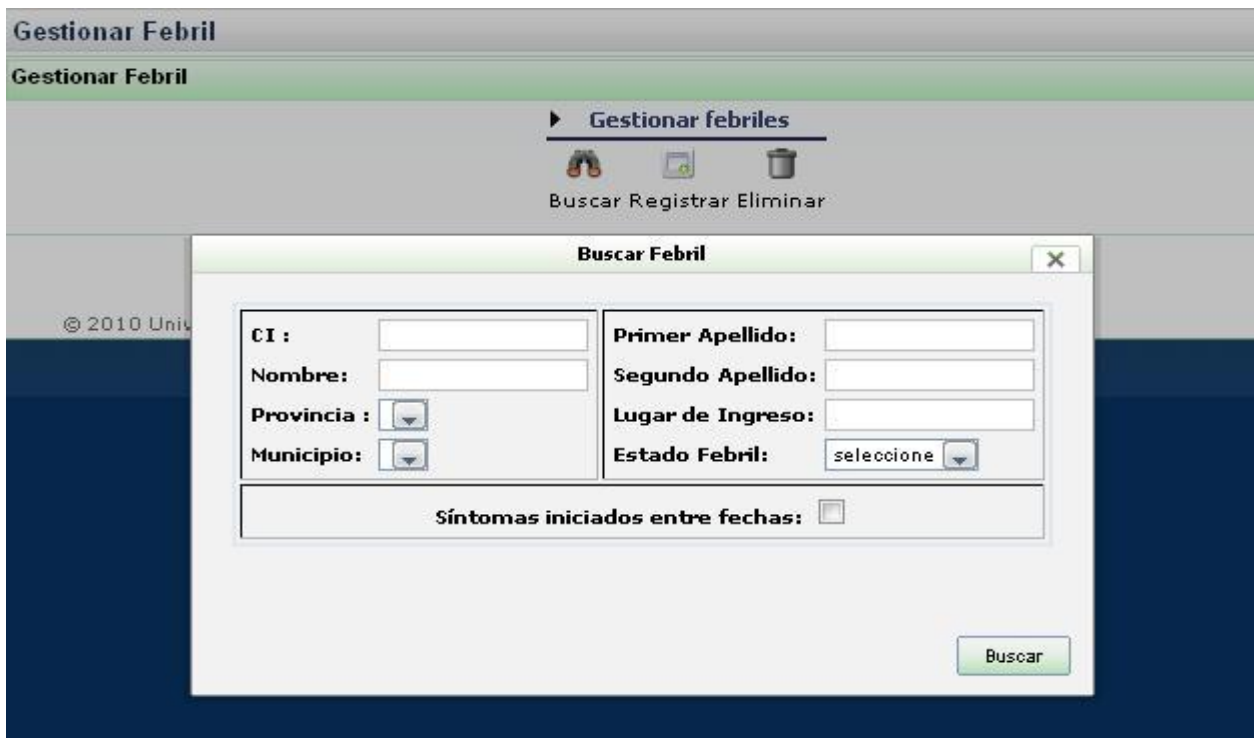 Gestionar Febril
Gestionar Febril
Gestionar febriles
Buscar Registrar Eliminar
Buscar Febril
© 2010
CI :
Primer Apellido:
Nombre:
Segundo Apellido:
Provincia :
Lugar de Ingreso:
Municipio:
Estado Febril:
seleccione
Síntomas iniciados entre fechas:
Buscar